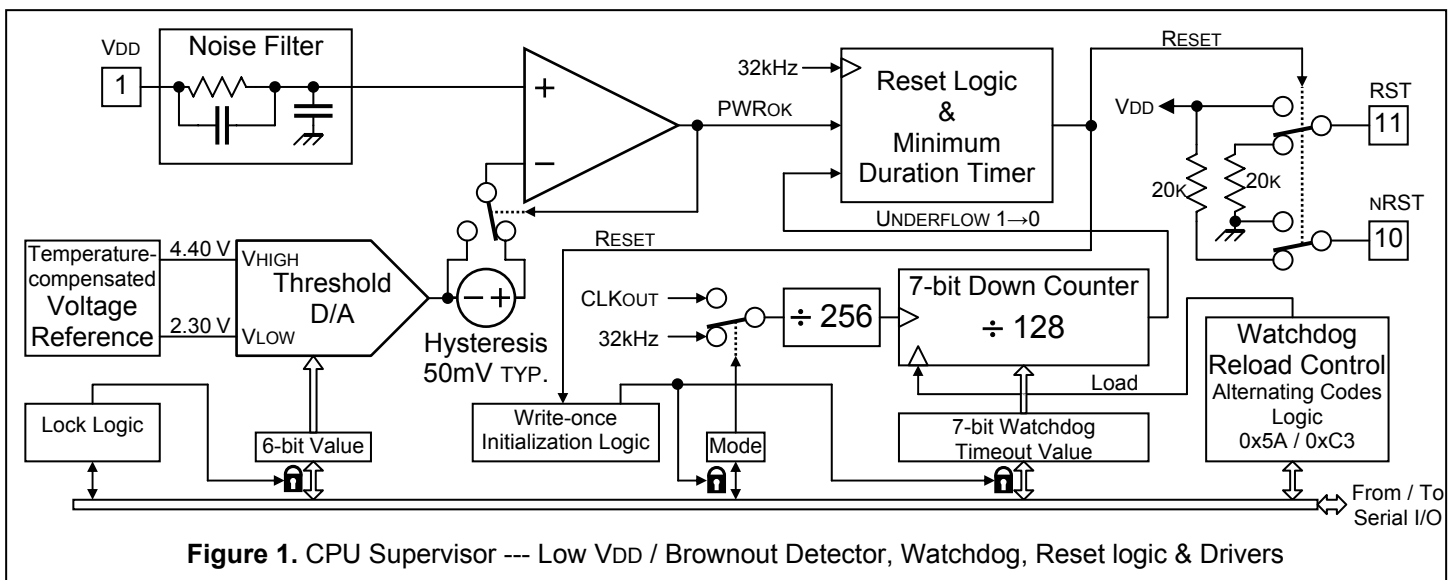 VDD
1
Noise Filter
+
−
PWROK
32kHz
Reset Logic
&
Minimum
Duration Timer
UNDERFLOW 1→0
RESET
VDD
20K
20K
RST
11
NRST
10
Temperature-
compensated
Voltage
Reference
4.40 V
2.30 V
VHIGH
Threshold
D/A
VLOW
− +
Hysteresis
50mV TYP.
RESET
CLKOUT
32kHz
÷ 256
7-bit Down Counter
÷ 128
Load
Watchdog
Reload Control
Alternating Codes
Logic
0x5A / 0xC3
Lock Logic
6-bit Value
Write-once
Initialization Logic
Mode
7-bit Watchdog
Timeout Value
From / To
Serial I/O
Figure 1. CPU Supervisor --- Low VDD / Brownout Detector, Watchdog, Reset logic & Drivers